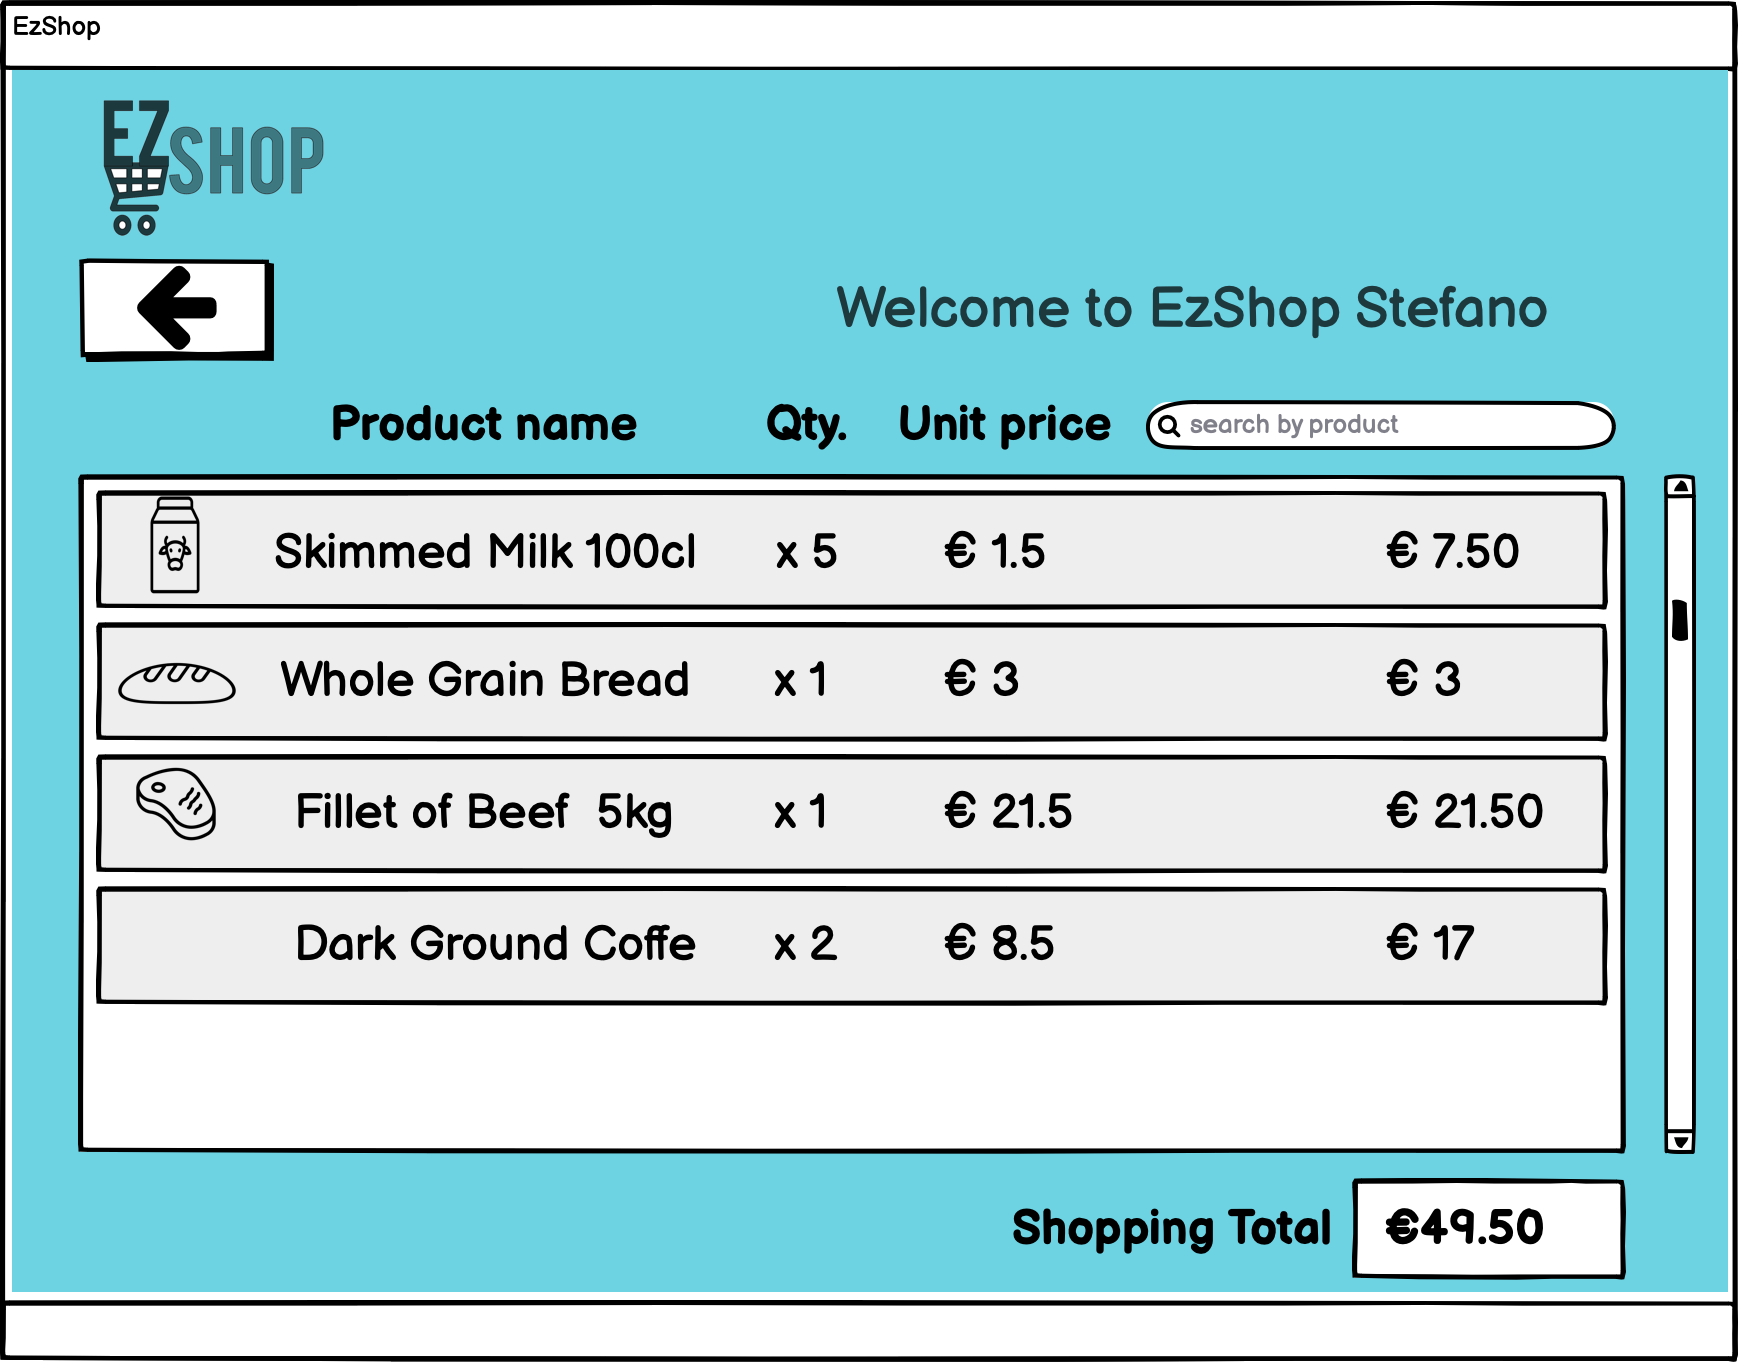 EzShop
EZSHOP
Welcome to EzShop Stefano
Product name Qty. Unit price search by product
Skimmed Milk 100cl x 5 € 1.5 € 7.50
Whole Grain Bread x 1 € 3 € 3
Fillet of Beef 5kg x 1 € 21.5 € 21.50
Dark Ground Coffe x 2 € 8.5 € 17
Shopping Total €49.50